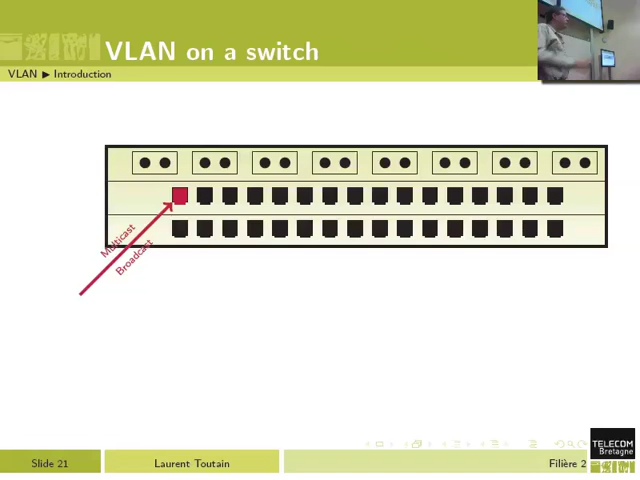 VLAN on a switch
VLAN ▶ Introduction
Multicast
Broadcast
TELECOM
Bretagne
Slide 21
Laurent Toutain
Filière 2